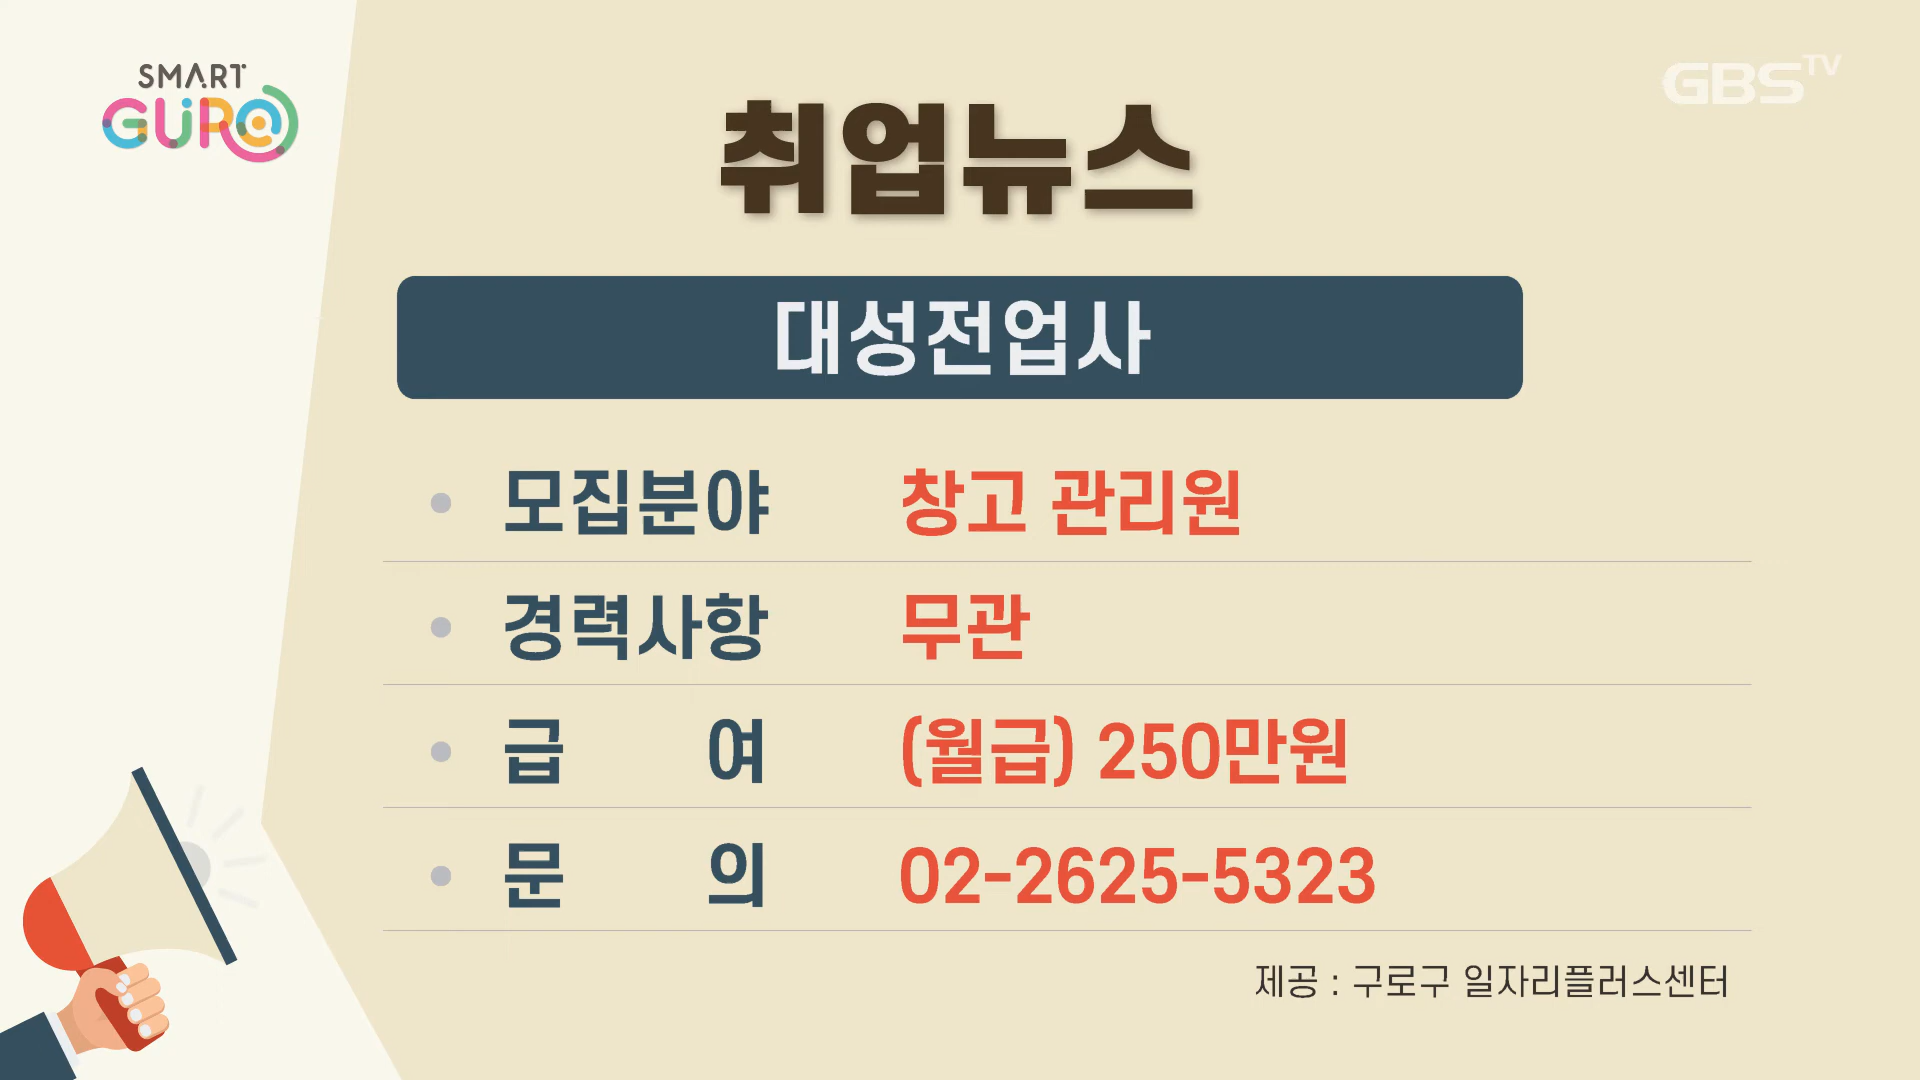 SMART
GURO
GBS TV
취업뉴스
대성전업사
모집분야 창고 관리원
경력사항 무관
급 여 (월급) 250만원
문 의 02-2625-5323
제공 : 구로구 일자리플러스센터